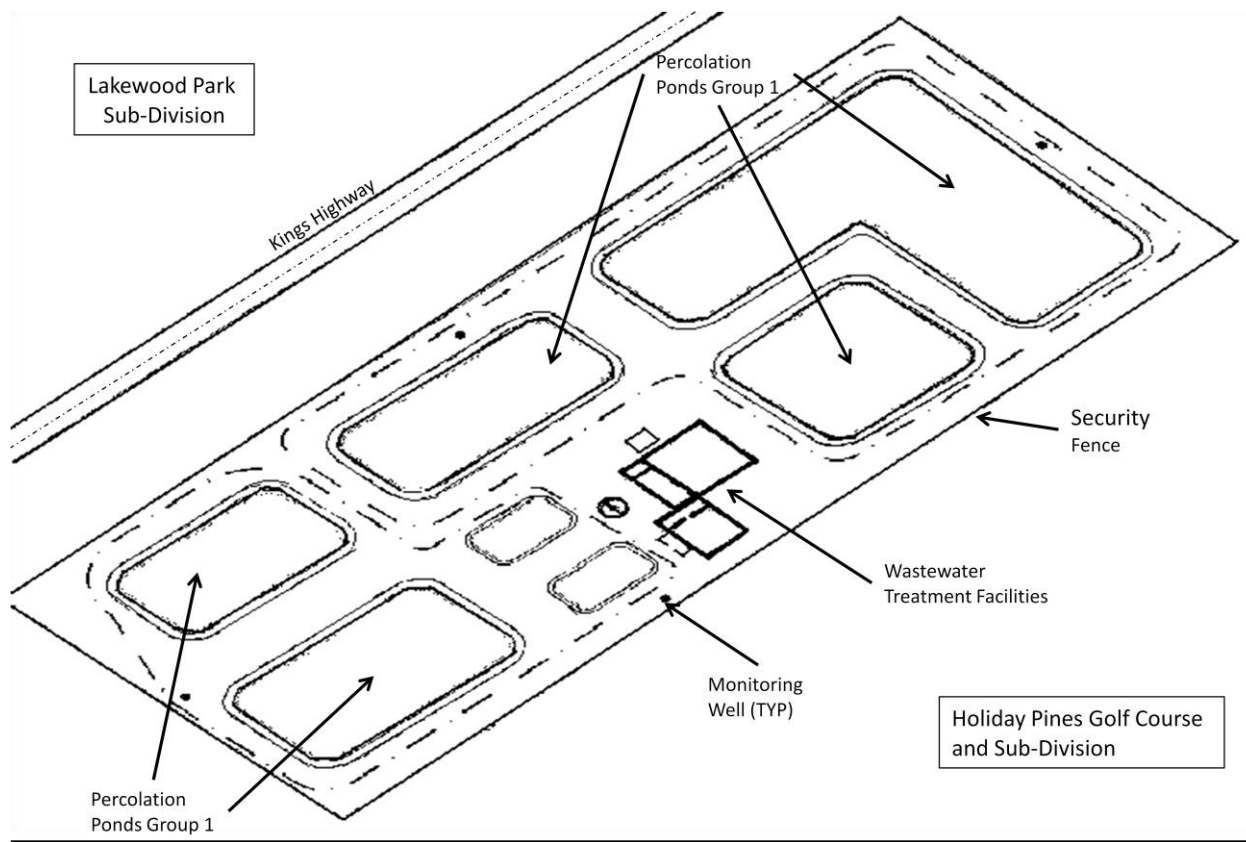 Lakewood Park
Sub-Division
Percolation
Ponds Group 1
Kings Highway
Security
Fence
Wastewater
Treatment Facilities
Monitoring
Well (TYP)
Holiday Pines Golf Course
and Sub-Division
Percolation
Ponds Group 1